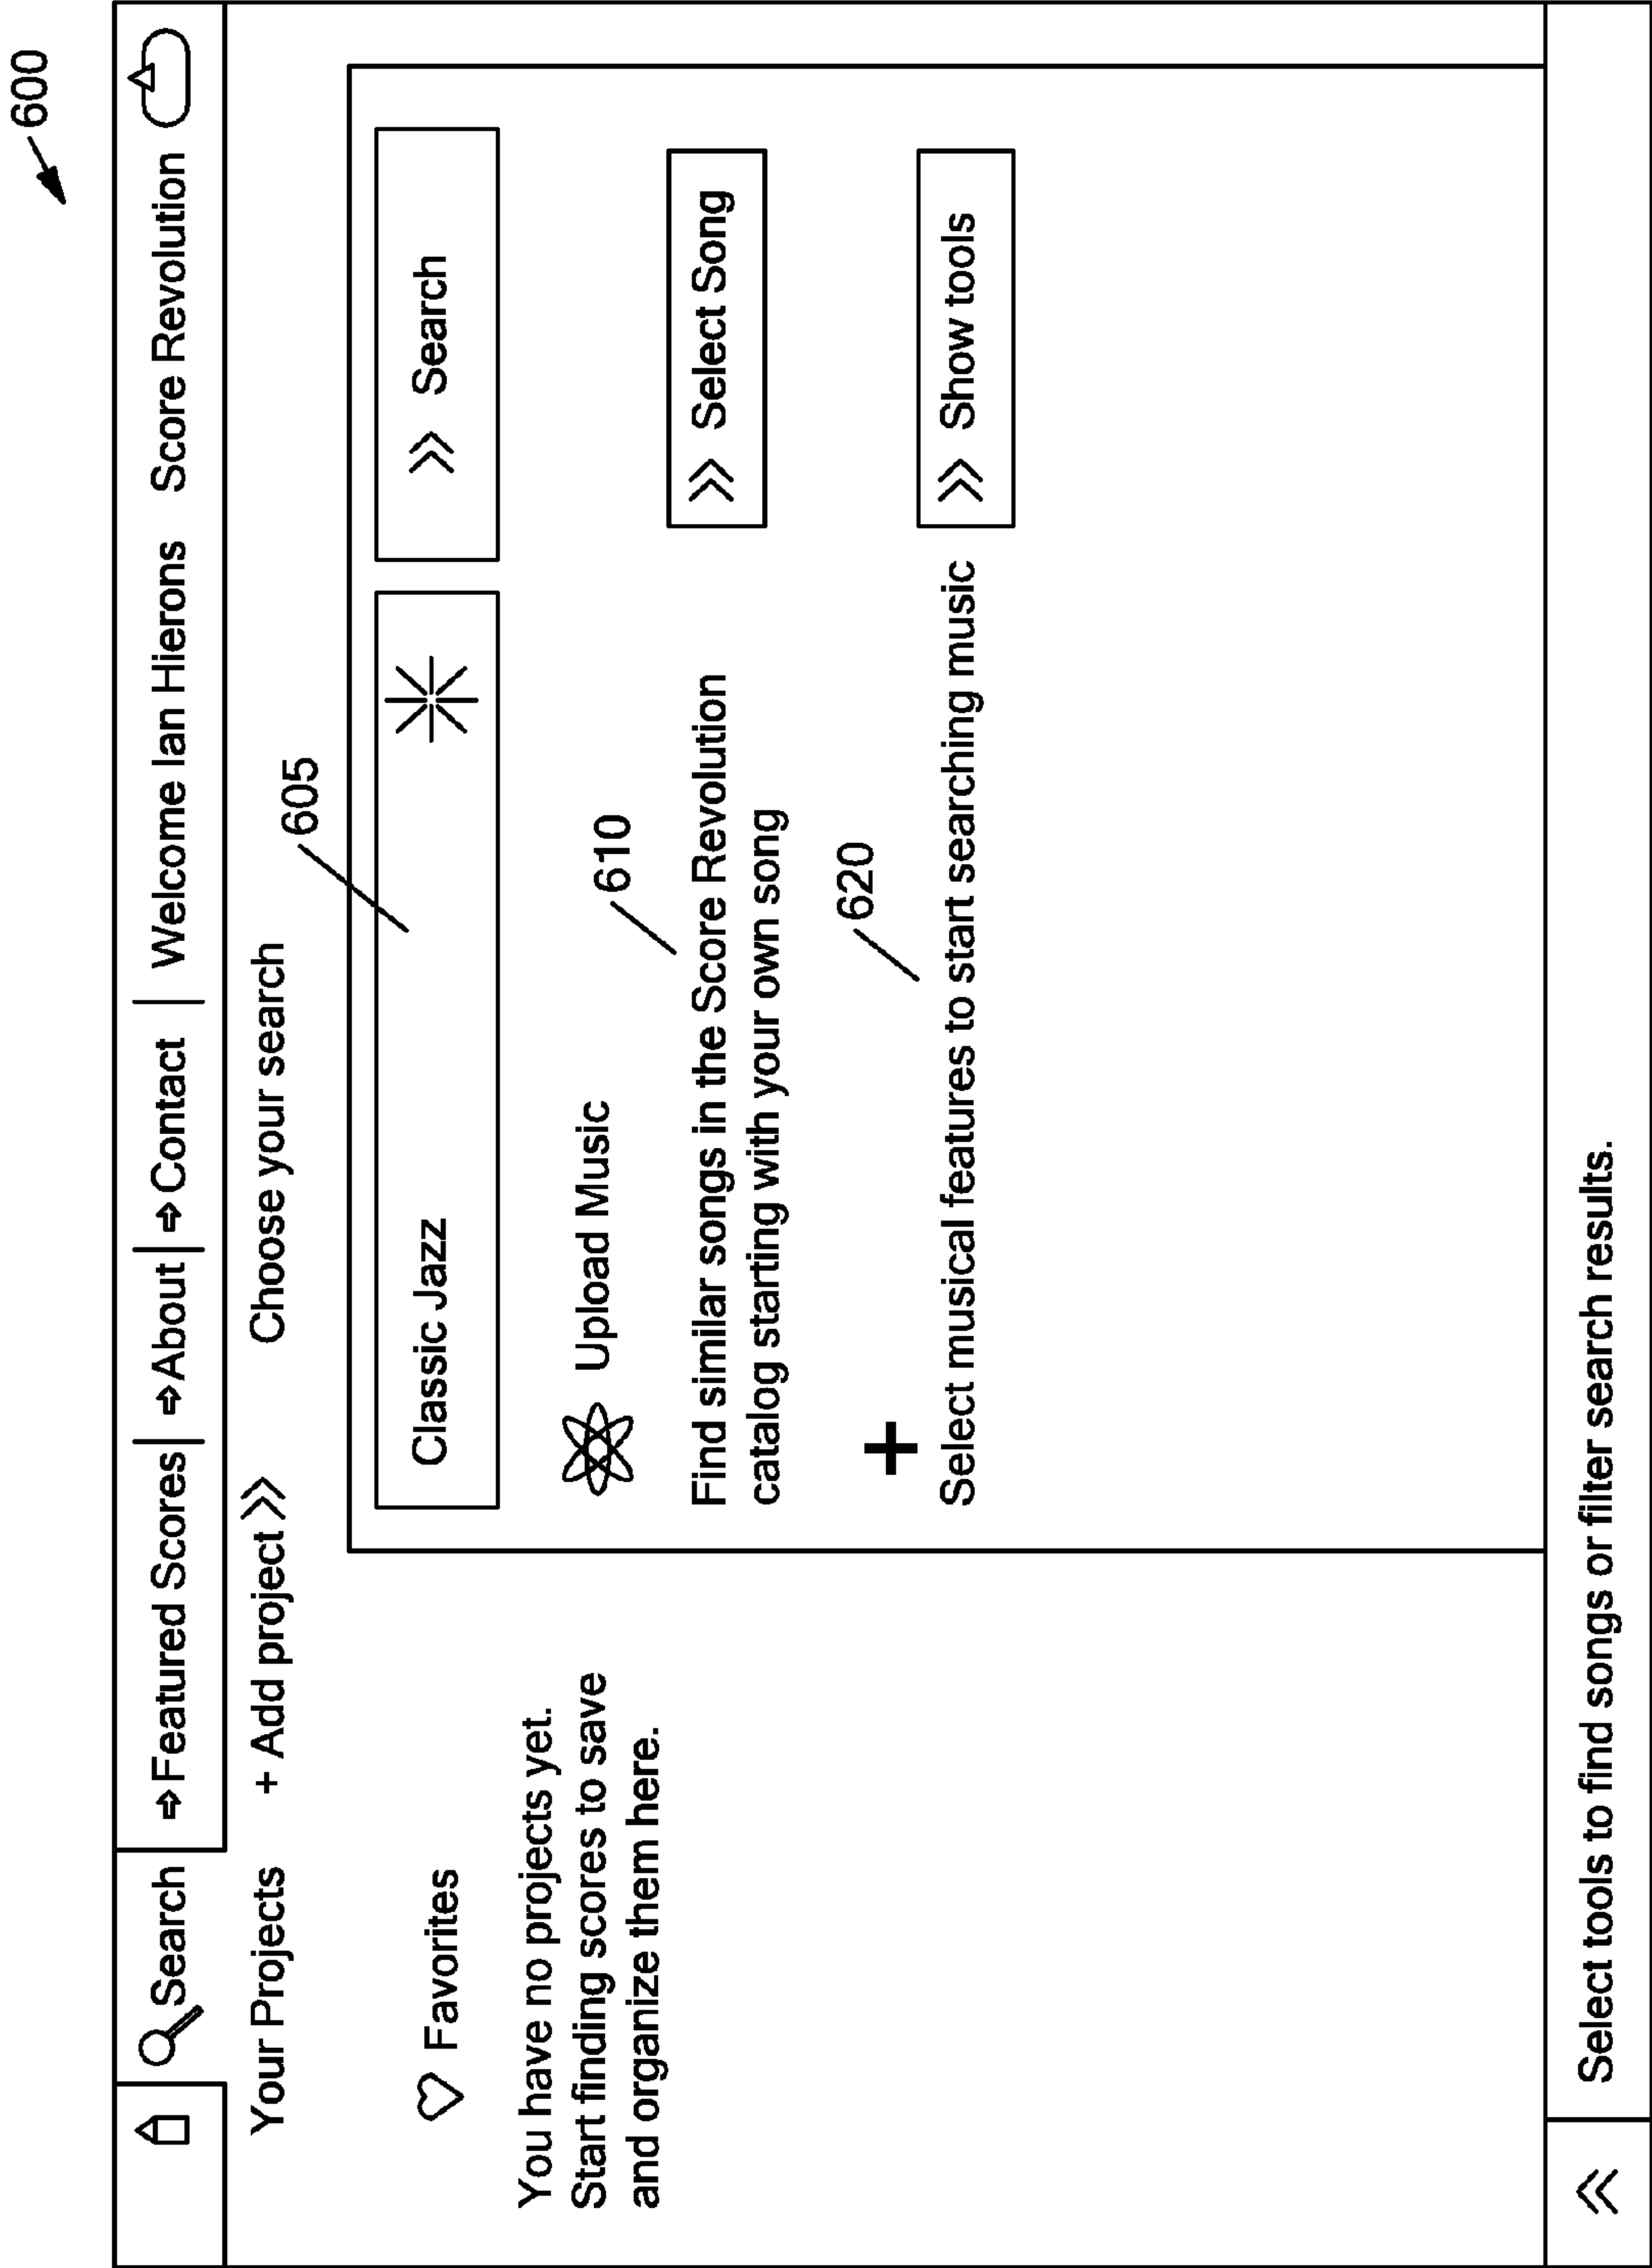 600
Search Featured Scores | About | Contact | Welcome Ian Hierons Score Revolution
Your Projects + Add project >> Choose your search
605
Favorites
You have no projects yet.
Start finding scores to save
and organize them here.
Classic Jazz
>> Search
Upload Music
610
Find similar songs in the Score Revolution
catalog starting with your own song
>> Select Song
620
+
Select musical features to start searching music
>> Show tools
Select tools to find songs or filter search results.